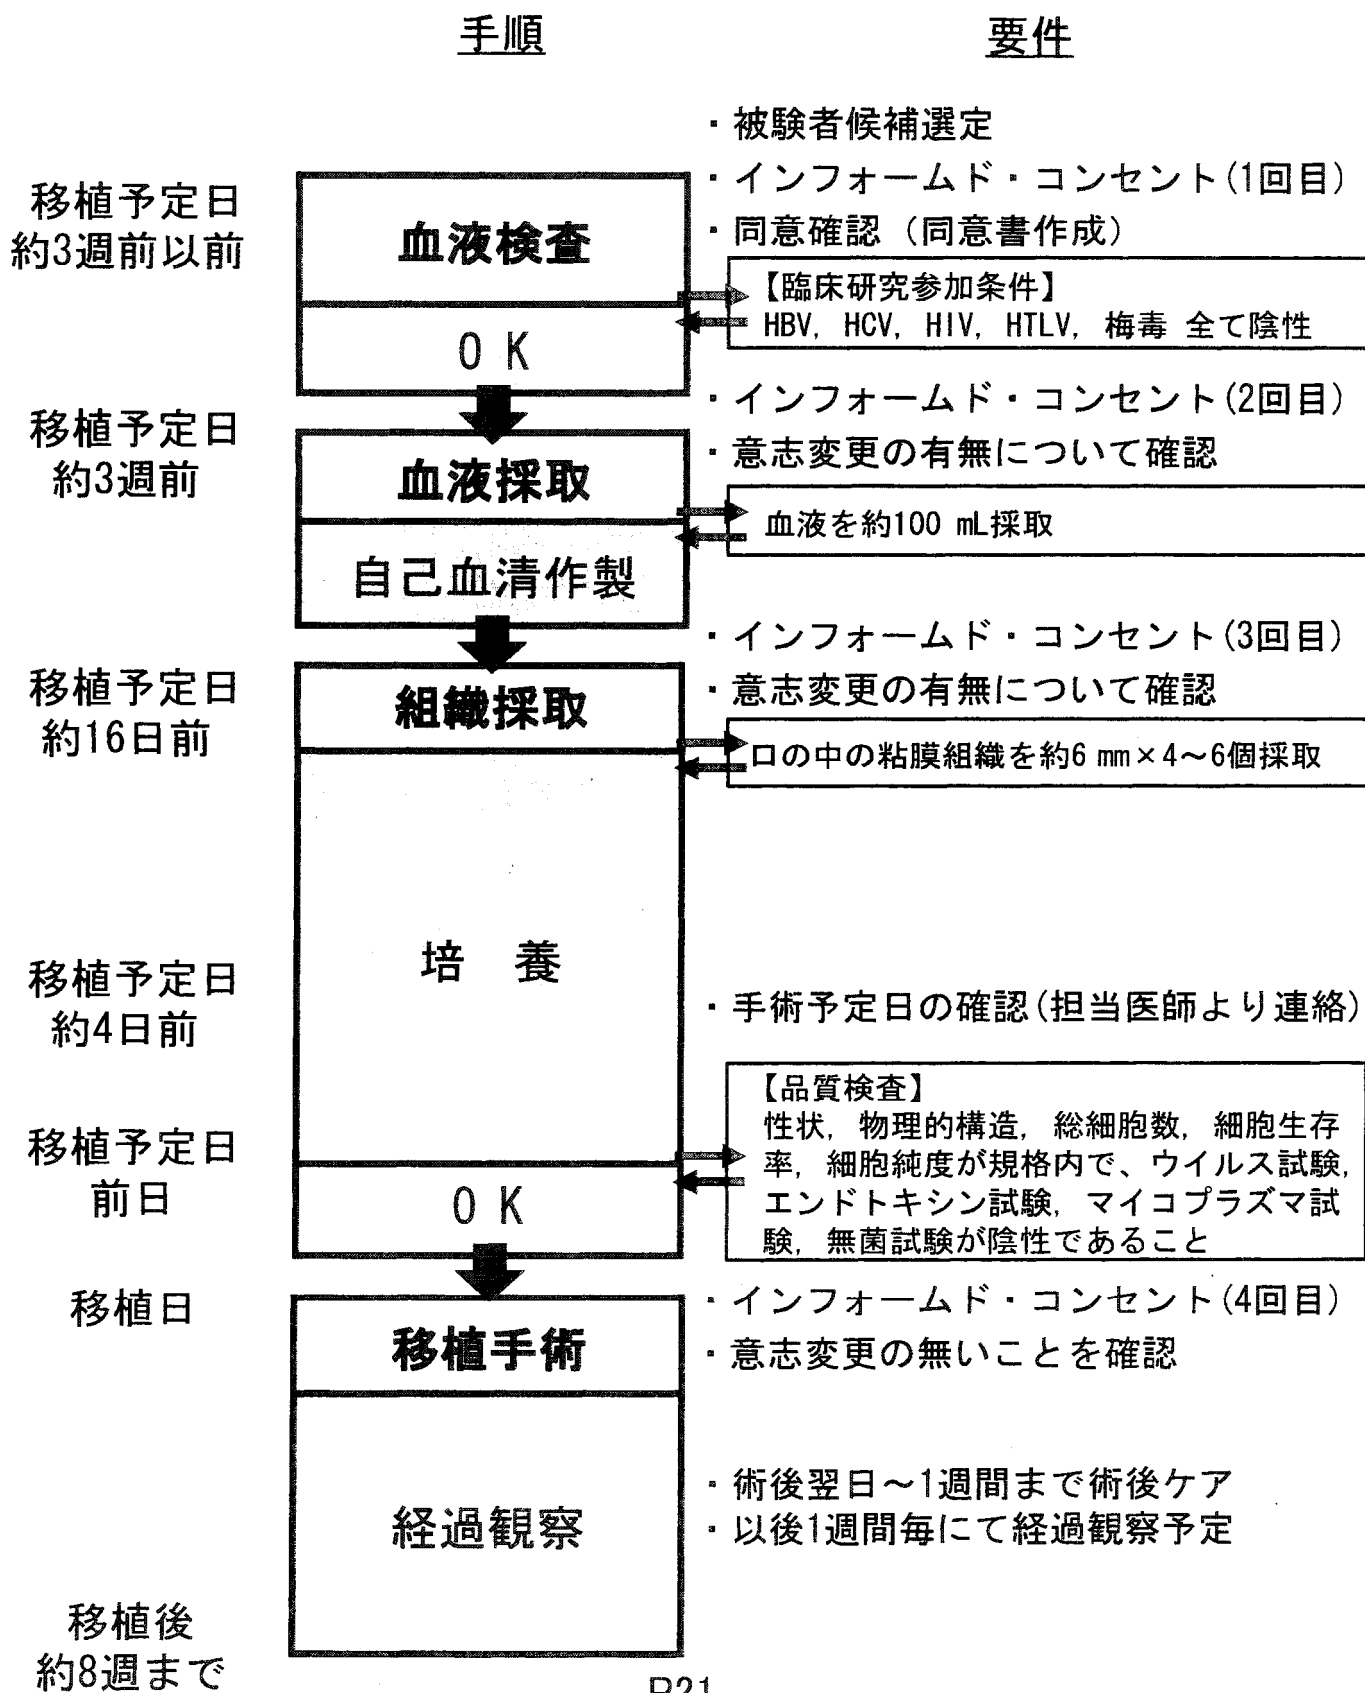 手順
要件
・被験者候補選定
移植予定日
約3週前以前
血液検査
・インフォームド・コンセント(1回目)
・同意確認（同意書作成）
【臨床研究参加条件】
HBV, HCV, HIV, HTLV, 梅毒 全て陰性
ＯＫ
移植予定日
約3週前
・インフォームド・コンセント(2回目)
・意志変更の有無について確認
血液採取
血液を約100 mL採取
自己血清作製
・インフォームド・コンセント(3回目)
・意志変更の有無について確認
移植予定日
約16日前
組織採取
口の中の粘膜組織を約6 mm×4～6個採取
培　養
移植予定日
約4日前
・手術予定日の確認(担当医師より連絡)
【品質検査】
性状, 物理的構造, 総細胞数, 細胞生存
率, 細胞純度が規格内で、ウイルス試験,
エンドトキシン試験, マイコプラズマ試
験, 無菌試験が陰性であること
移植予定日
前日
ＯＫ
移植日
・インフォームド・コンセント(4回目)
移植手術
・意志変更の無いことを確認
・術後翌日～1週間まで術後ケア
経過観察
・以後1週間毎にて経過観察予定
移植後
約8週まで
P21